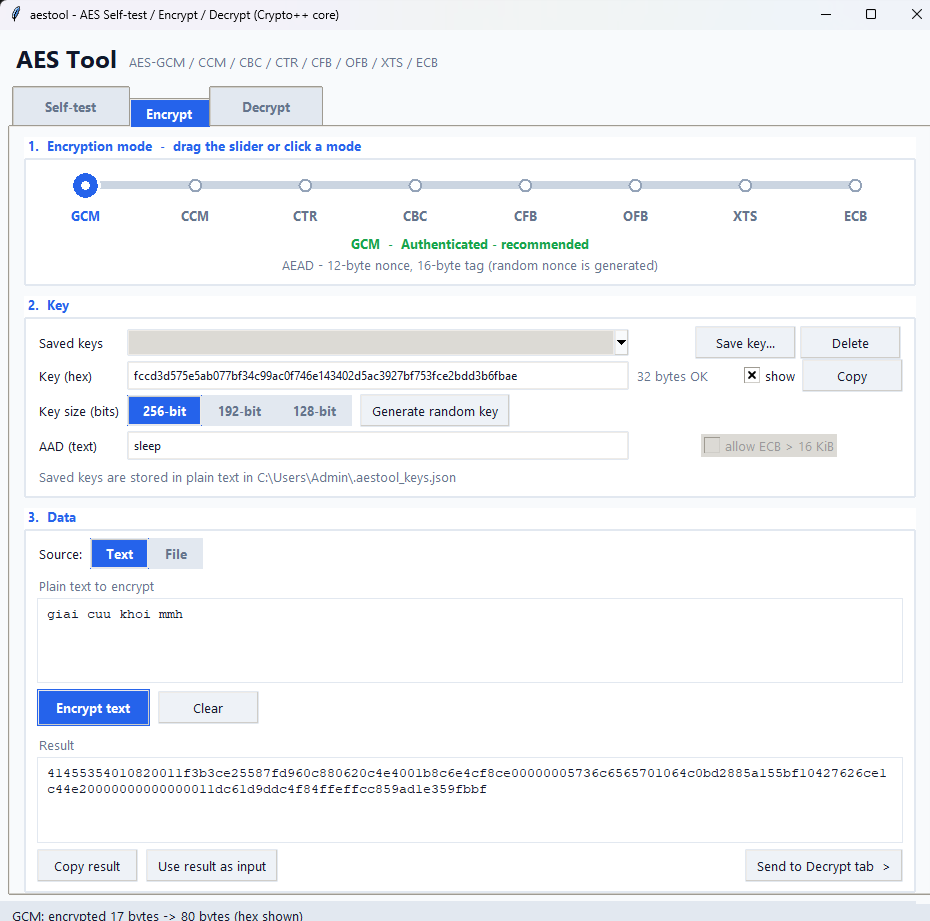 aestool - AES Self-test / Encrypt / Decrypt (Crypto++ core)
AES Tool AES-GCM / CCM / CBC / CTR / CFB / OFB / XTS / ECB
Self-test Encrypt Decrypt
1. Encryption mode - drag the slider or click a mode
GCM CCM CTR CBC CFB OFB XTS ECB
GCM - Authenticated - recommended
AEAD - 12-byte nonce, 16-byte tag (random nonce is generated)
2. Key
Saved keys Save key... Delete
Key (hex) fccd3d575e5ab077bf34c99ac0f746e143402d5ac3927bf753fce2bdd3b6fbae 32 bytes OK show Copy
Key size (bits) 256-bit 192-bit 128-bit Generate random key
AAD (text) sleep allow ECB > 16 KiB
Saved keys are stored in plain text in C:\Users\Admin\.aestool_keys.json
3. Data
Source: Text File
Plain text to encrypt
giai cuu khoi mmh
Encrypt text Clear
Result
41455354010820011f3b3ce25587fd960c880620c4e4001b8c6e4cf8ce00000005736c6565701064c0bd2885a155bf10427626ce1
c44e20000000000000011dc61d9ddc4f84ffeffcc859ad1e359fbbf
Copy result Use result as input Send to Decrypt tab >
GCM: encrypted 17 bytes -> 80 bytes (hex shown)